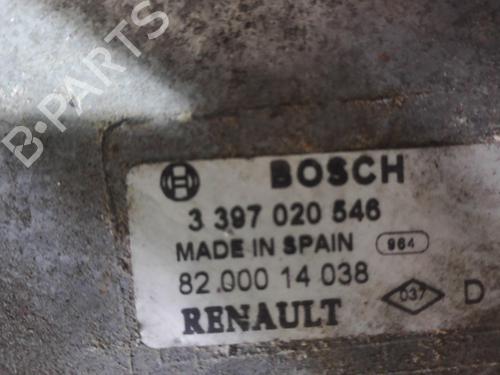 B-PARTS
BOSCH
3 397 020 546
MADE IN SPAIN 964
82.000 14 038
RENAULT 037 D